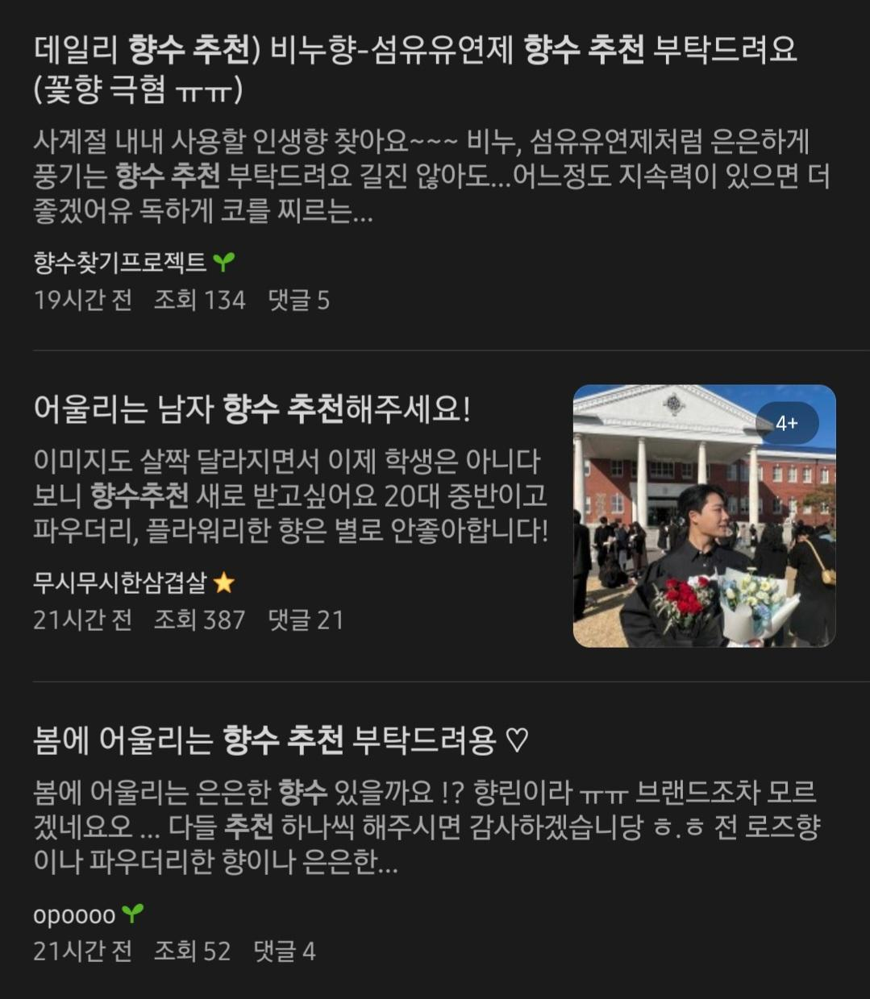 데일리 향수 추천) 비누향-섬유유연제 향수 추천 부탁드려요
(꽃향 극혐 ㅠㅠ)
사계절 내내 사용할 인생향 찾아요~~~ 비누, 섬유유연제처럼 은은하게
풍기는 향수 추천 부탁드려요 길진 않아도...어느정도 지속력이 있으면 더
좋겠어유 독하게 코를 찌르는...
향수찾기프로젝트
19시간 전 조회 134 댓글 5
어울리는 남자 향수 추천해주세요!
이미지도 살짝 달라지면서 이제 학생은 아니다
보니 향수추천 새로 받고싶어요 20대 중반이고
파우더리, 플라워리한 향은 별로 안좋아합니다!
무시무시한삼겹살
21시간 전 조회 387 댓글 21
4+
봄에 어울리는 향수 추천 부탁드려용 ♡
봄에 어울리는 은은한 향수 있을까요 !? 향린이라 ㅠㅠ 브랜드조차 모르
겠네요오 ... 다들 추천 하나씩 해주시면 감사하겠습니당 ㅎ.ㅎ 전 로즈향
이나 파우더리한 향이나 은은한...
opoooo
21시간 전 조회 52 댓글 4